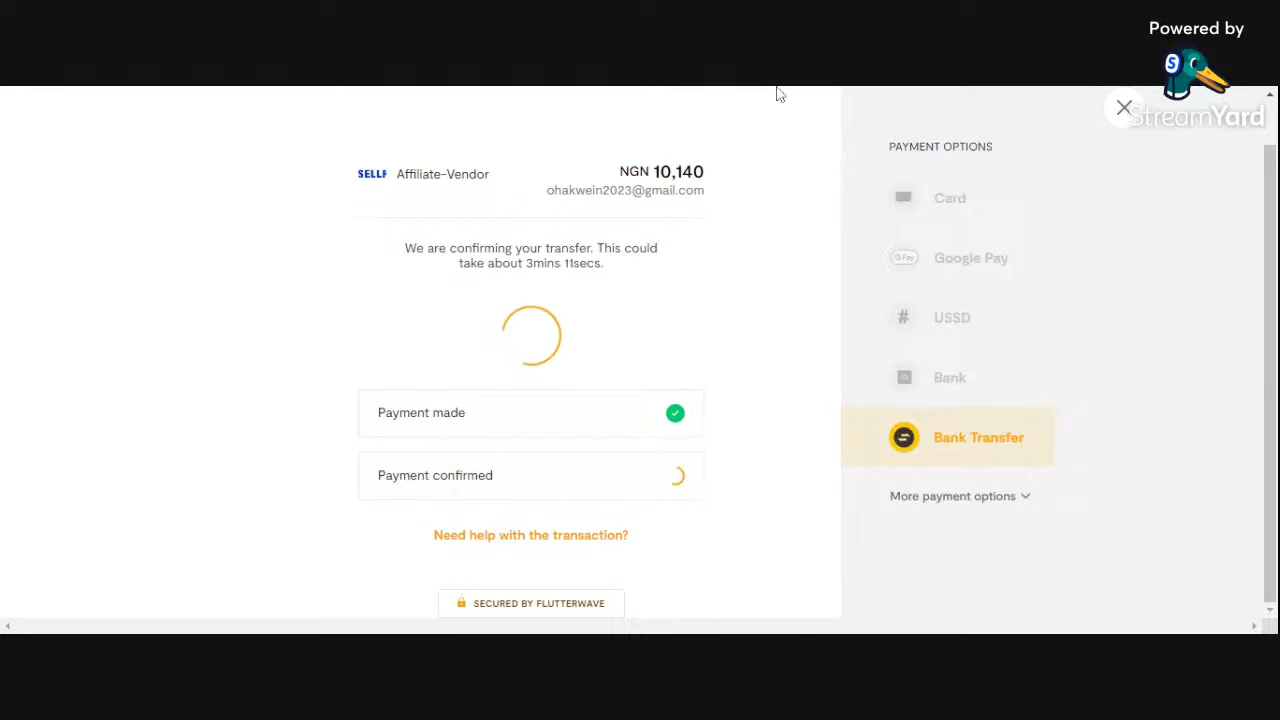 Powered by
StreamYard
SELLF Affiliate-Vendor
NGN 10,140
ohakwein2023@gmail.com
We are confirming your transfer. This could
take about 3mins 11secs.
Payment made
Payment confirmed
Need help with the transaction?
SECURED BY FLUTTERWAVE
PAYMENT OPTIONS
Card
G Pay Google Pay
# USSD
Bank
Bank Transfer
More payment options